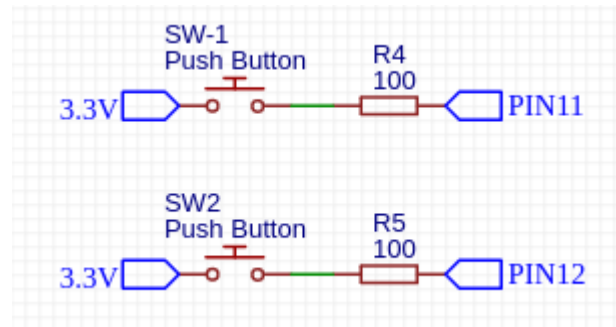 SW-1
Push Button
R4
100
3.3V
PIN11
SW2
Push Button
R5
100
3.3V
PIN12